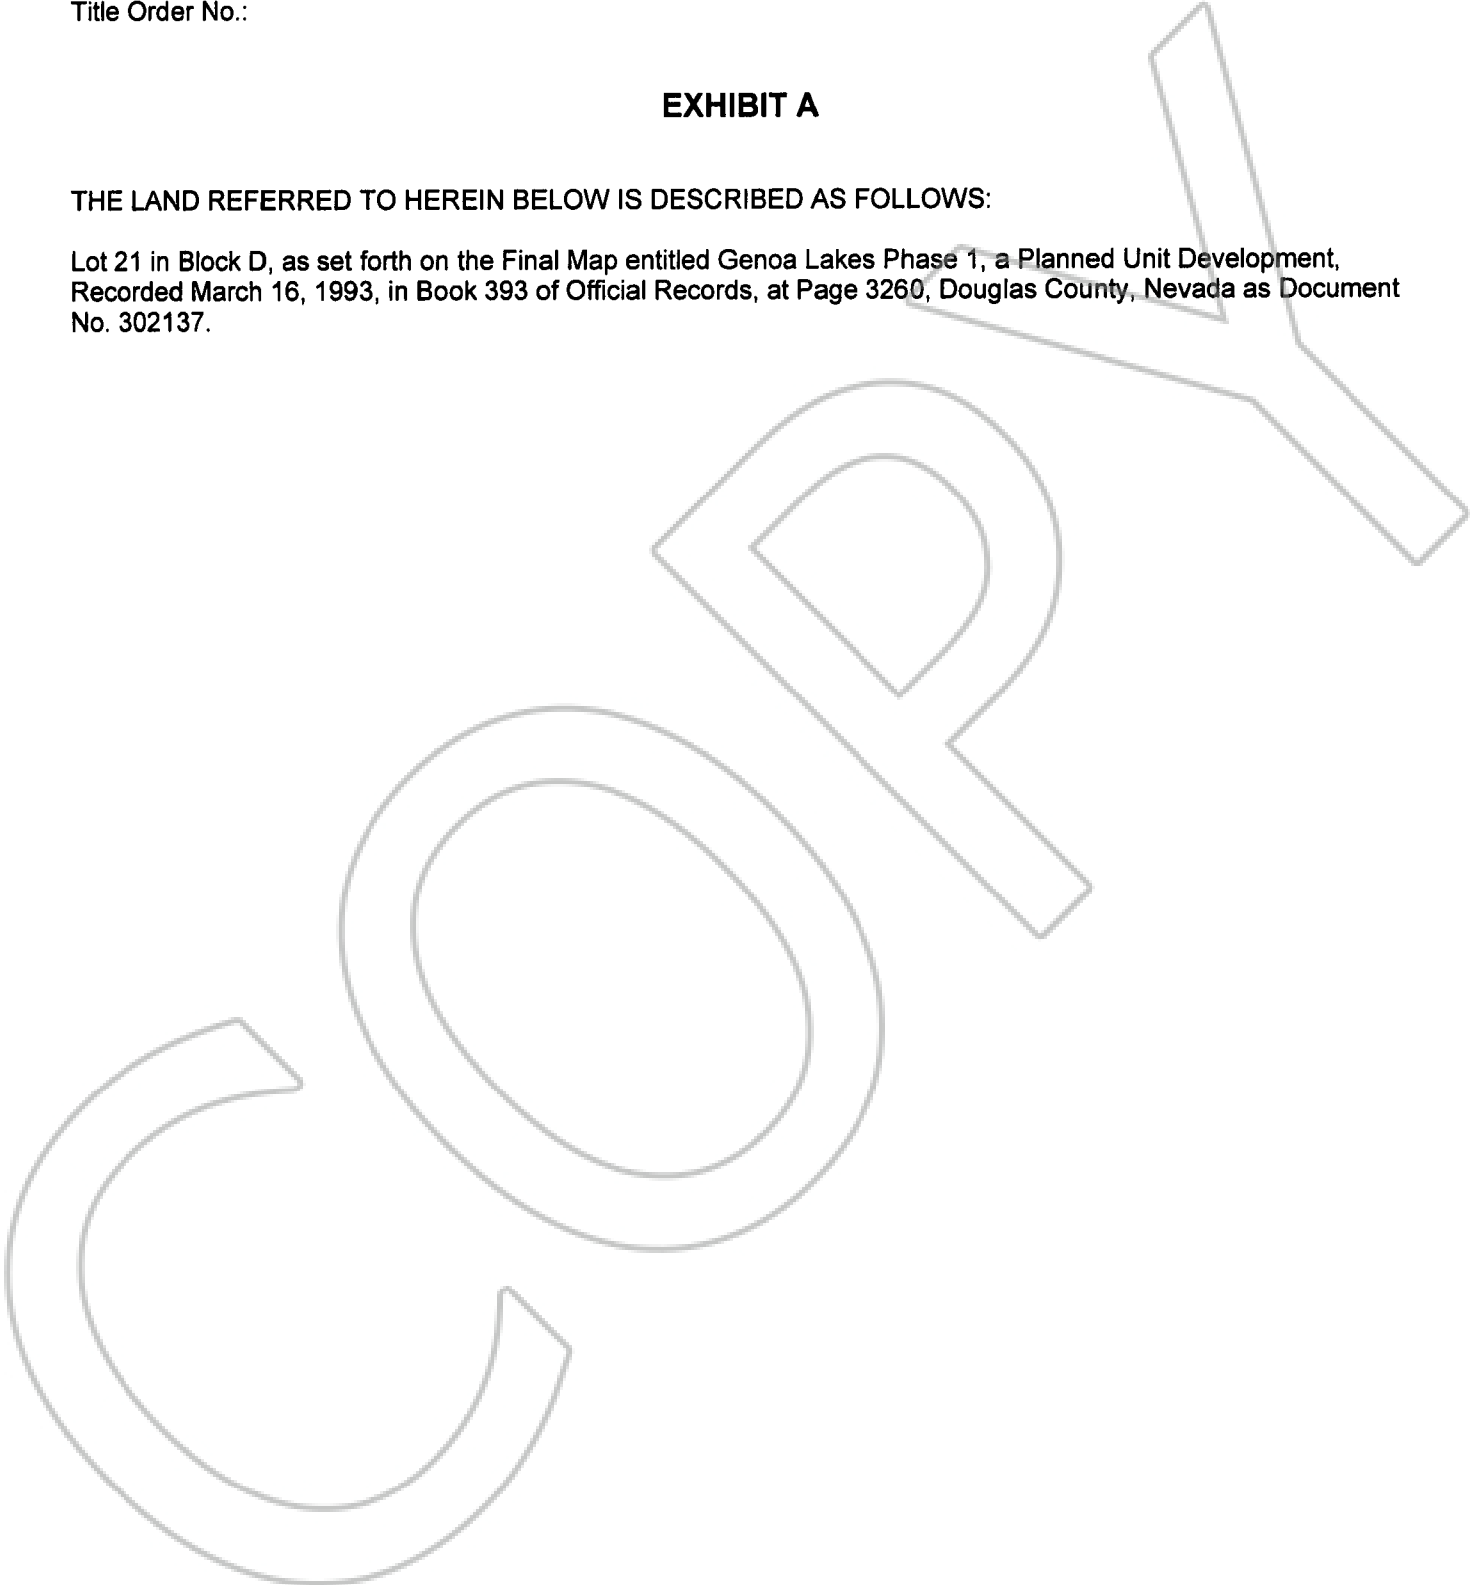 Title Order No.:
EXHIBIT A
THE LAND REFERRED TO HEREIN BELOW IS DESCRIBED AS FOLLOWS:
Lot 21 in Block D, as set forth on the Final Map entitled Genoa Lakes Phase 1, a Planned Unit Development,
Recorded March 16, 1993, in Book 393 of Official Records, at Page 3260, Douglas County, Nevada as Document
No. 302137.
COPY